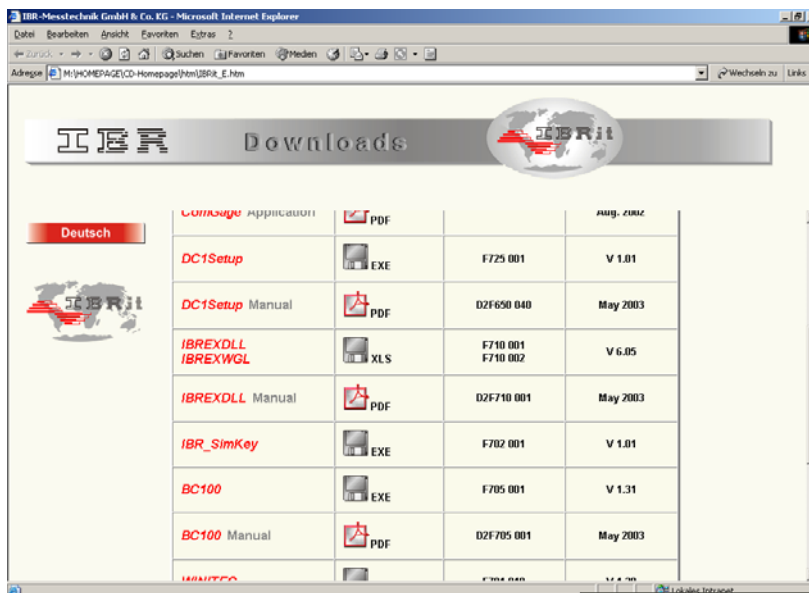 IBR-Messtechnik GmbH & Co. KG - Microsoft Internet Explorer
Datei Bearbeiten Ansicht Favoriten Extras ?
Zurück Suchen Favoriten Medien
Adresse M:\HOMEPAGE\CD-Homepage\html\IBRit_E.htm Wechseln zu Links
IBR Downloads IBRit
Deutsch
IBRit
ComGage Application PDF Aug. 2002
DC1Setup EXE F725 001 V 1.01
DC1Setup Manual PDF D2F650 040 May 2003
IBREXDLL F710 001
IBREXWGL XLS F710 002 V 6.05
IBREXDLL Manual PDF D2F710 001 May 2003
IBR_SimKey EXE F702 001 V 1.01
BC100 EXE F705 001 V 1.31
BC100 Manual PDF D2F705 001 May 2003
Lokales Intranet